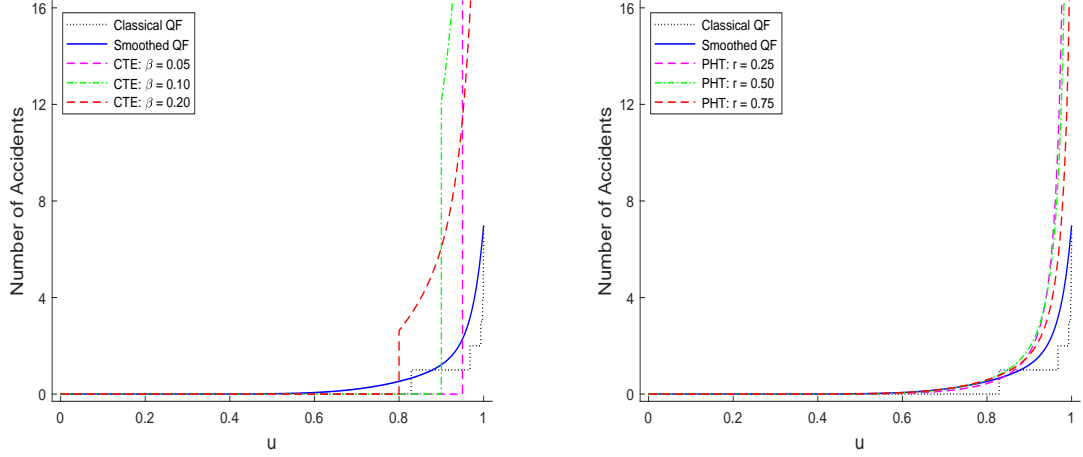 16
12
8
4
0
Number of Accidents
Classical QF
Smoothed QF
CTE: β = 0.05
CTE: β = 0.10
CTE: β = 0.20
0 0.2 0.4 0.6 0.8 1
u
16
12
8
4
0
Number of Accidents
Classical QF
Smoothed QF
PHT: r = 0.25
PHT: r = 0.50
PHT: r = 0.75
0 0.2 0.4 0.6 0.8 1
u